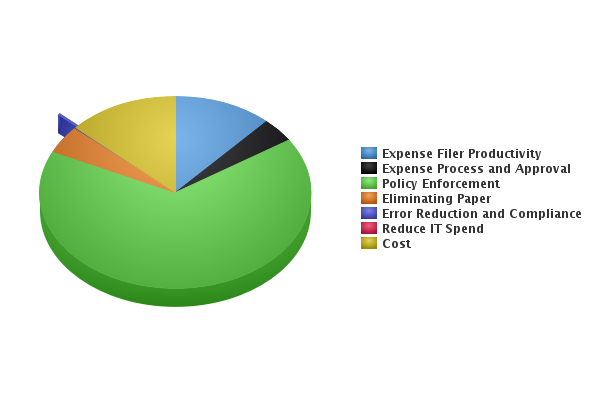 Expense Filer Productivity
Expense Process and Approval
Policy Enforcement
Eliminating Paper
Error Reduction and Compliance
Reduce IT Spend
Cost